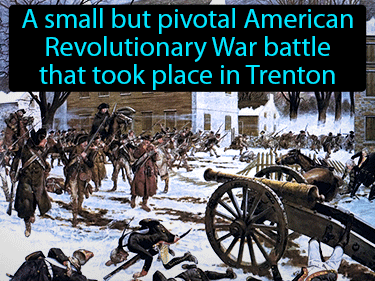 A small but pivotal American
Revolutionary War battle
that took place in Trenton